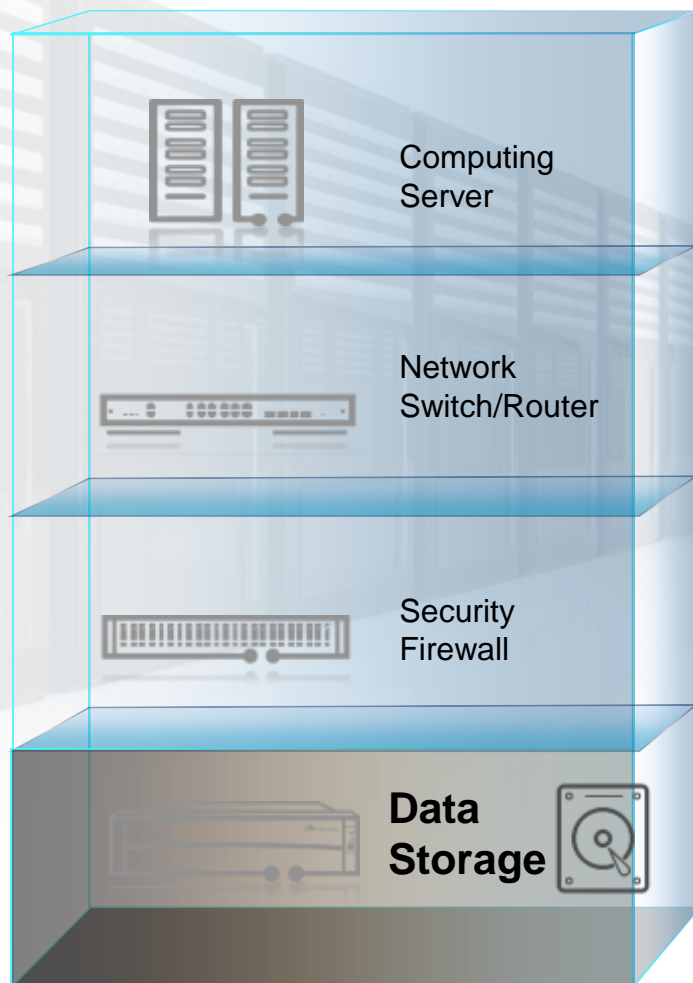 Computing
Server
Network
Switch/Router
Security
Firewall
Data
Storage